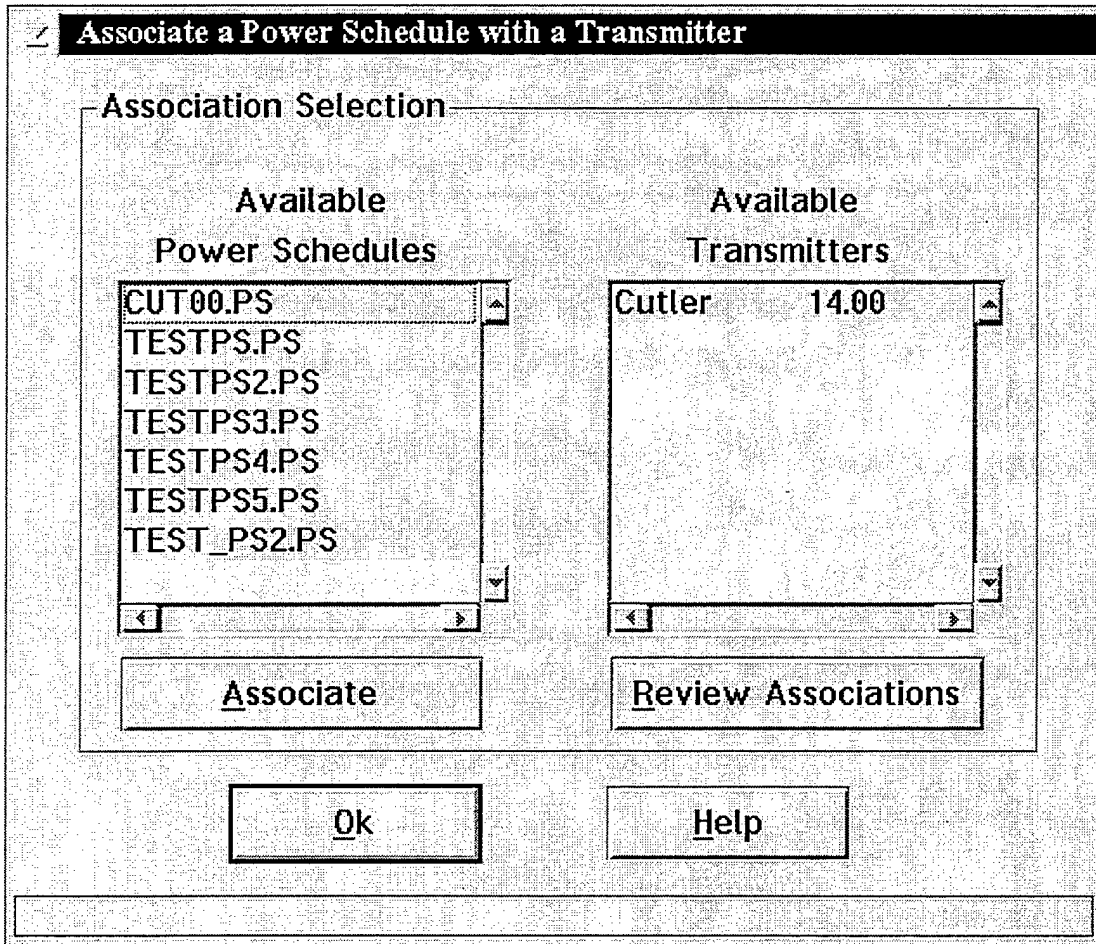 Associate a Power Schedule with a Transmitter
Association Selection
Available
Power Schedules
CUT00.PS
TESTPS.PS
TESTPS2.PS
TESTPS3.PS
TESTPS4.PS
TESTPS5.PS
TEST_PS2.PS
Associate
Available
Transmitters
Cutler 14.00
Review Associations
Ok
Help